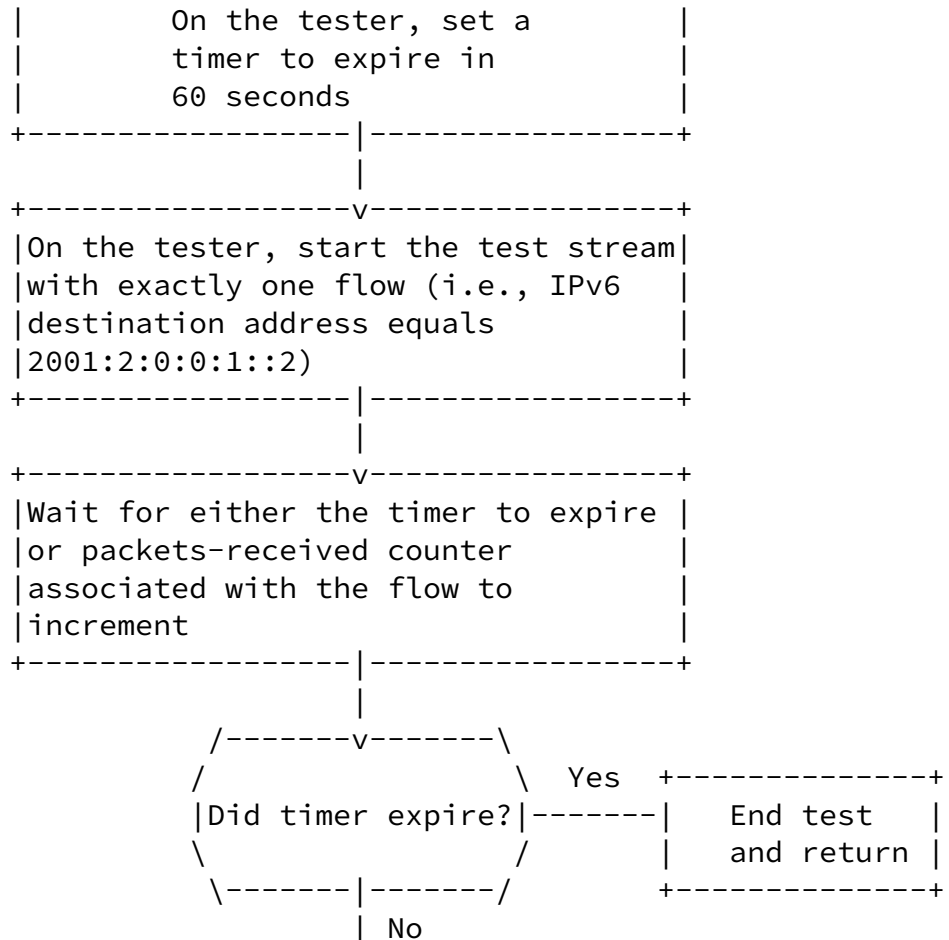 |        On the tester, set a        |
|        timer to expire in          |
|        60 seconds                  |
+------------------|-----------------+
                   |
+------------------v-----------------+
|On the tester, start the test stream|
|with exactly one flow (i.e., IPv6   |
|destination address equals          |
|2001:2:0:0:1::2)                    |
+------------------|-----------------+
                   |
+------------------v-----------------+
|Wait for either the timer to expire |
|or packets-received counter         |
|associated with the flow to         |
|increment                           |
+------------------|-----------------+
                   |
           /-------v-------\
          /                 \  Yes  +--------------+
          |Did timer expire?|-------|   End test   |
          \                 /       |   and return |
           \-------|-------/        +--------------+
                   | No